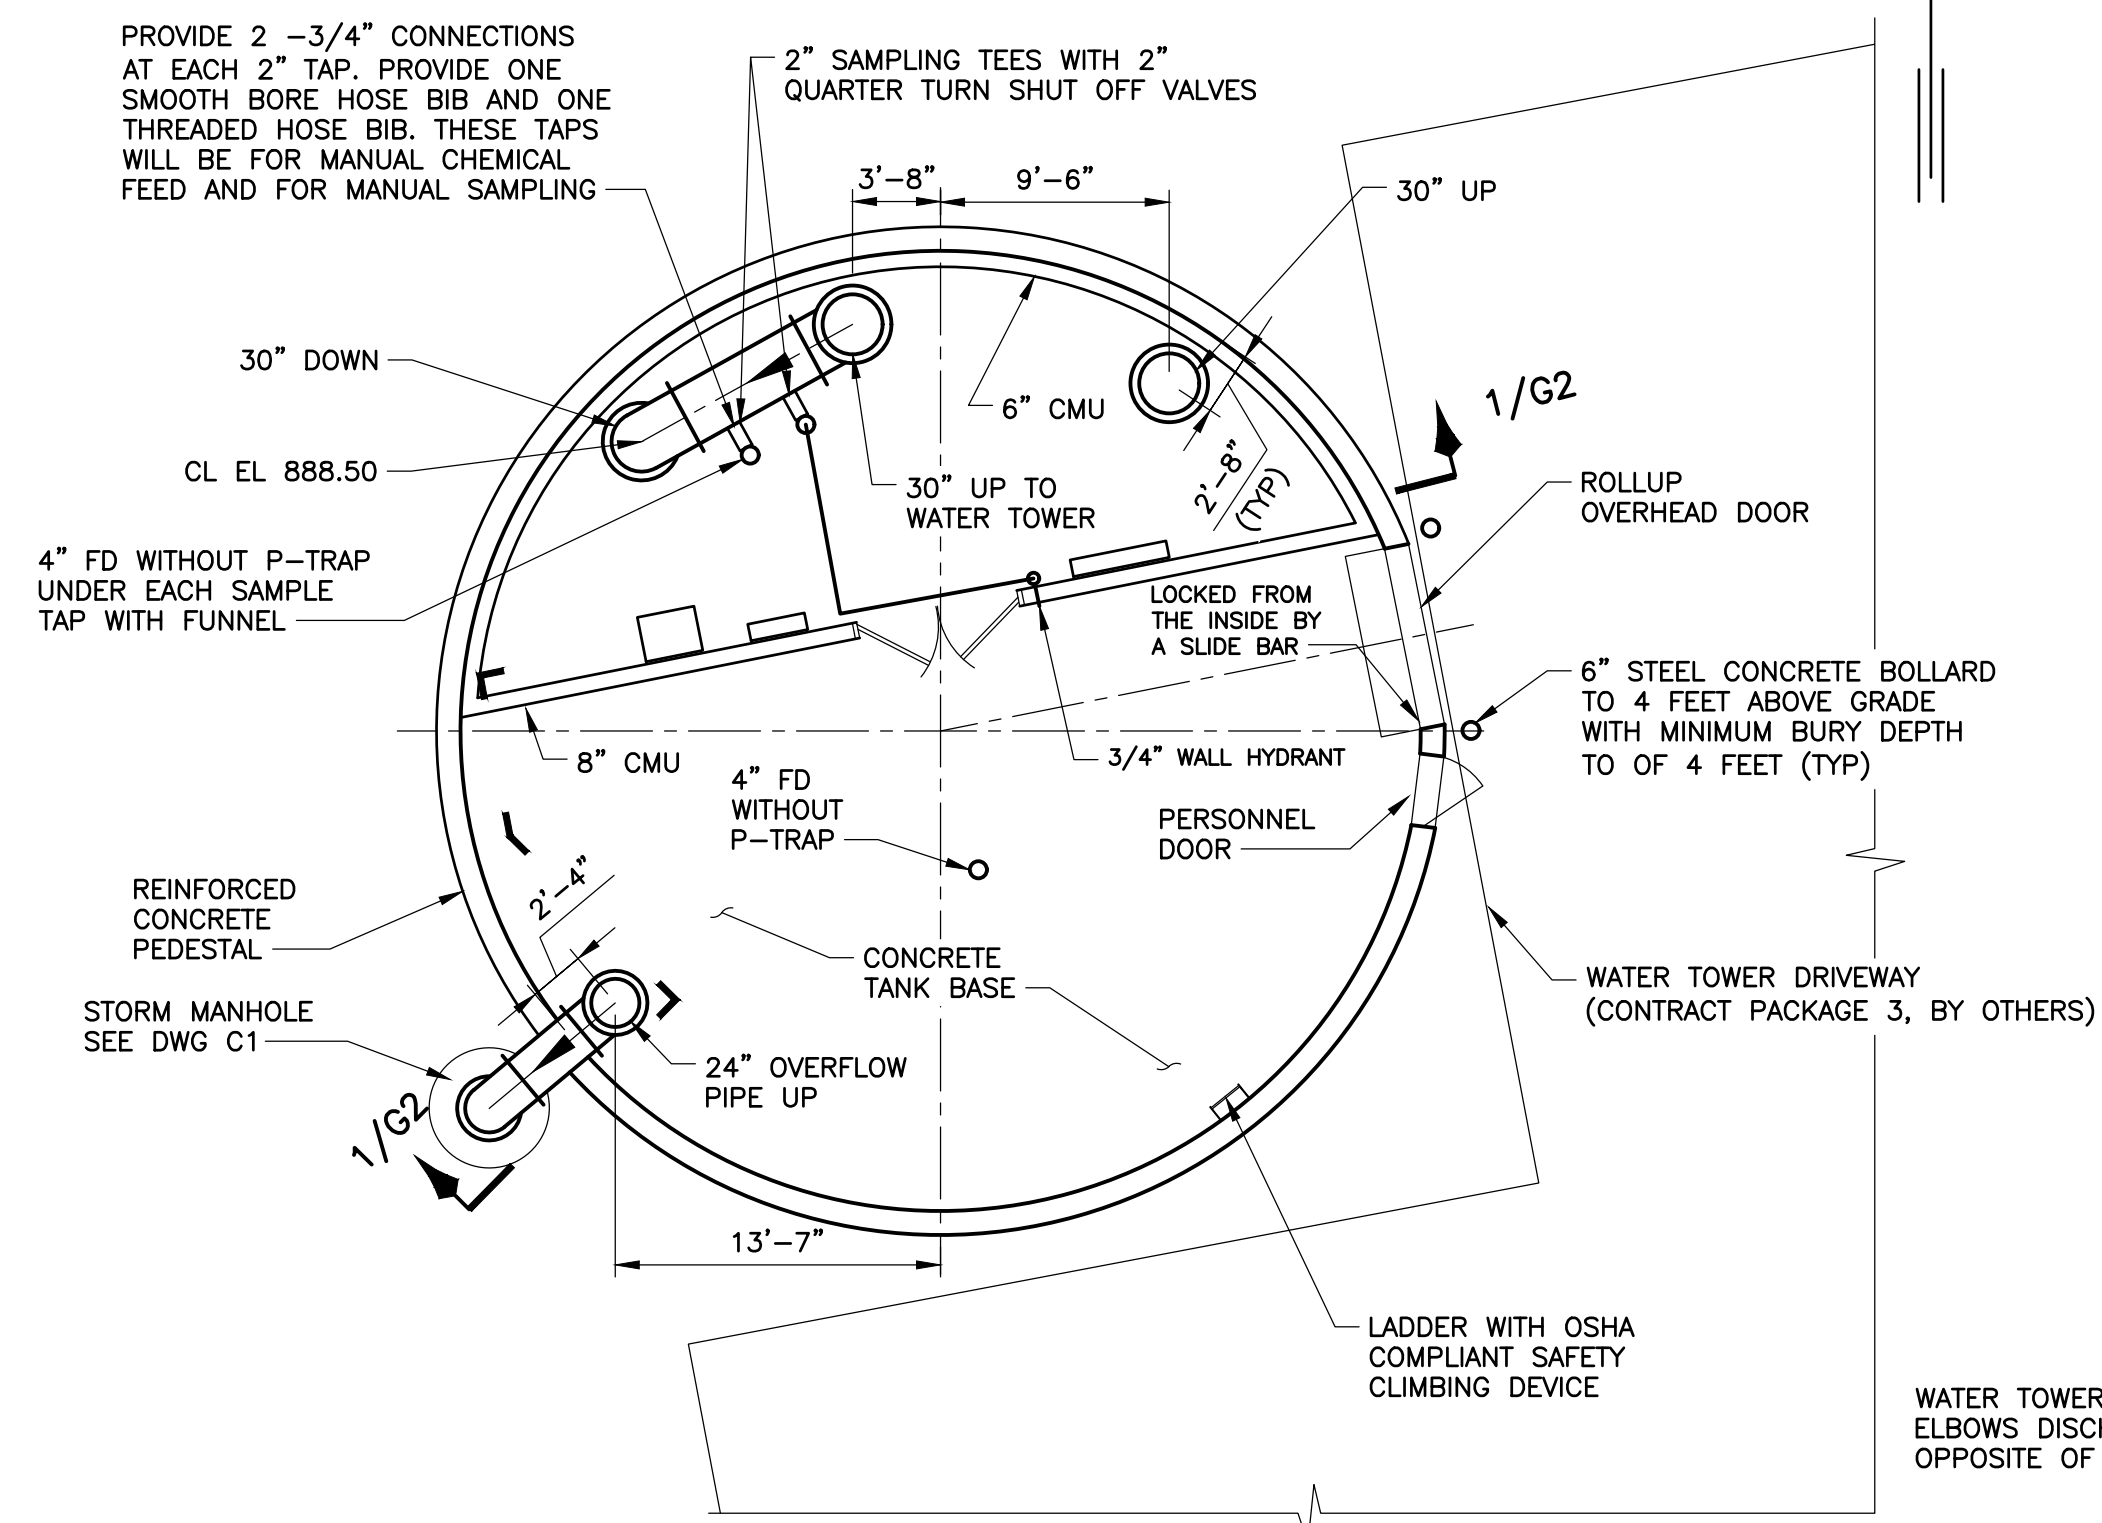 PROVIDE 2 -3/4" CONNECTIONS
AT EACH 2" TAP. PROVIDE ONE
SMOOTH BORE HOSE BIB AND ONE
THREADED HOSE BIB. THESE TAPS
WILL BE FOR MANUAL CHEMICAL
FEED AND FOR MANUAL SAMPLING
2" SAMPLING TEES WITH 2"
QUARTER TURN SHUT OFF VALVES
3'-8"
9'-6"
30" UP
30" DOWN
1/G2
6" CMU
CL EL 888.50
30" UP TO
WATER TOWER
2'-8"
(TYP)
ROLLUP
OVERHEAD DOOR
4" FD WITHOUT P-TRAP
UNDER EACH SAMPLE
TAP WITH FUNNEL
LOCKED FROM
THE INSIDE BY
A SLIDE BAR
6" STEEL CONCRETE BOLLARD
TO 4 FEET ABOVE GRADE
WITH MINIMUM BURY DEPTH
TO OF 4 FEET (TYP)
8" CMU
3/4" WALL HYDRANT
4" FD
WITHOUT
P-TRAP
PERSONNEL
DOOR
2'-4"
REINFORCED
CONCRETE
PEDESTAL
CONCRETE
TANK BASE
WATER TOWER DRIVEWAY
(CONTRACT PACKAGE 3, BY OTHERS)
STORM MANHOLE
SEE DWG C1
24" OVERFLOW
PIPE UP
1/G2
13'-7"
LADDER WITH OSHA
COMPLIANT SAFETY
CLIMBING DEVICE
WATER TOWER
ELBOWS
OPPOSITE OF